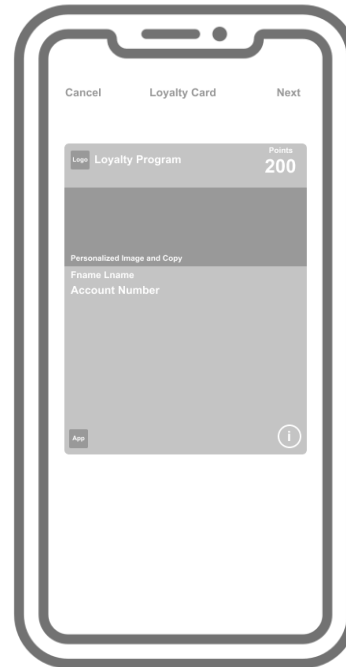 Cancel Loyalty Card Next
Logo Loyalty Program
Points
200
Personalized Image and Copy
Fname Lname
Account Number
App
i